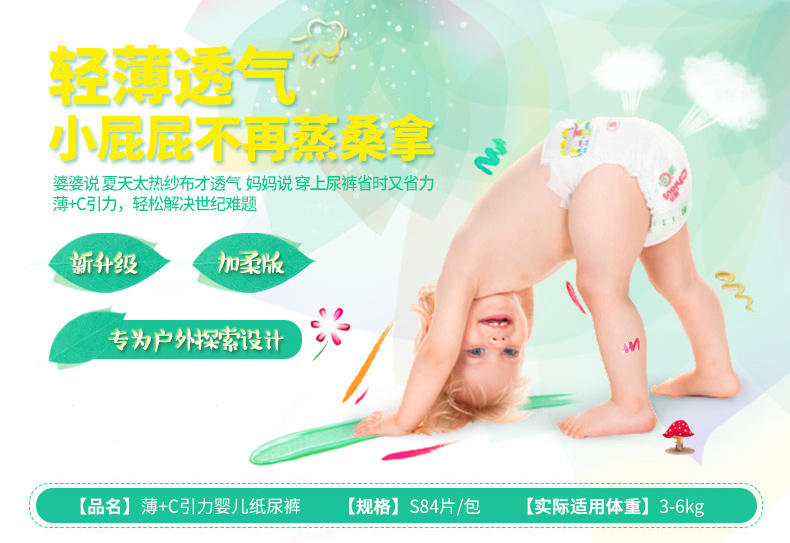 轻薄透气
小屁屁不再蒸桑拿
婆婆说 夏天太热纱布才透气 妈妈说 穿上尿裤省时又省力
薄+C引力，轻松解决世纪难题
新升级 加柔版
专为户外探索设计
【品名】薄+C引力婴儿纸尿裤 【规格】S84片/包 【实际适用体重】3-6kg